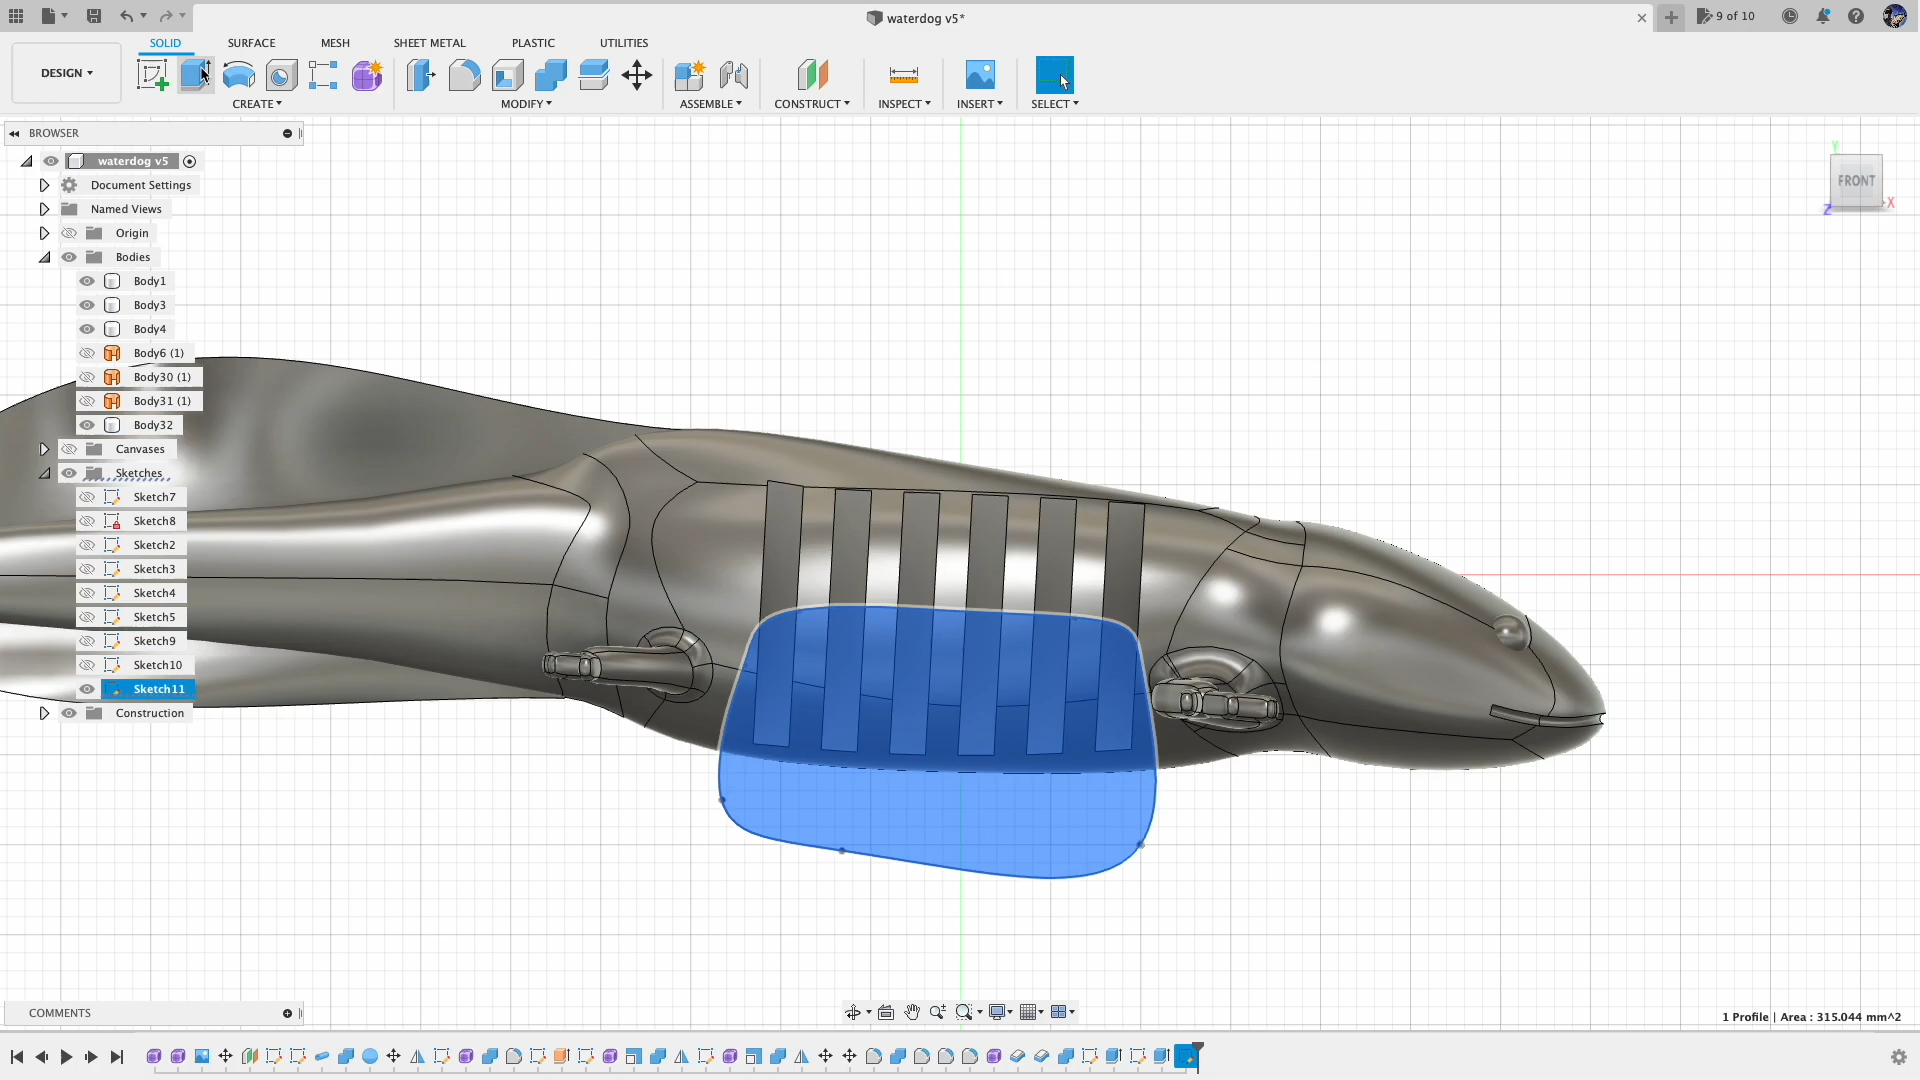 waterdog v5*
9 of 10
DESIGN
SOLID
SURFACE
MESH
SHEET METAL
PLASTIC
UTILITIES
CREATE
MODIFY
ASSEMBLE
CONSTRUCT
INSPECT
INSERT
SELECT
BROWSER
waterdog v5
Document Settings
Named Views
Origin
Bodies
Body1
Body3
Body4
Body6 (1)
Body30 (1)
Body31 (1)
Body32
Canvases
Sketches
Sketch7
Sketch8
Sketch2
Sketch3
Sketch4
Sketch5
Sketch9
Sketch10
Sketch11
Construction
Y
FRONT
X
Z
COMMENTS
1 Profile | Area : 315.044 mm^2